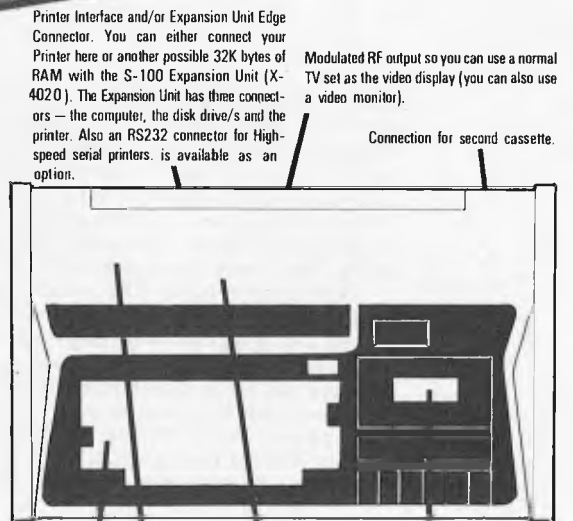 Printer Interface and/or Expansion Unit Edge
Connector. You can either connect your
Printer here or another possible 32K bytes of
RAM with the S-100 Expansion Unit (X-
4020). The Expansion Unit has three connect-
ors — the computer, the disk drive/s and the
printer. Also an RS232 connector for High-
speed serial printers. is available as an
option.
Modulated RF output so you can use a normal
TV set as the video display (you can also use
a video monitor).
Connection for second cassette.